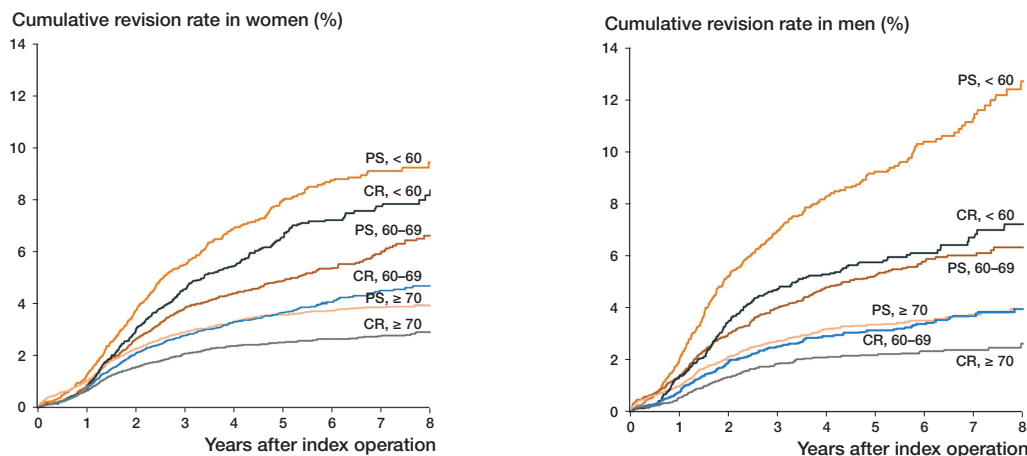 Cumulative revision rate in women (%)
14
12
10
8
6
4
2
0
PS, < 60
CR, < 60
PS, 60–69
CR, 60–69
PS, ≥ 70
CR, ≥ 70
0 1 2 3 4 5 6 7 8
Years after index operation
Cumulative revision rate in men (%)
14
12
10
8
6
4
2
0
PS, < 60
CR, < 60
PS, 60–69
PS, ≥ 70
CR, 60–69
CR, ≥ 70
0 1 2 3 4 5 6 7 8
Years after index operation